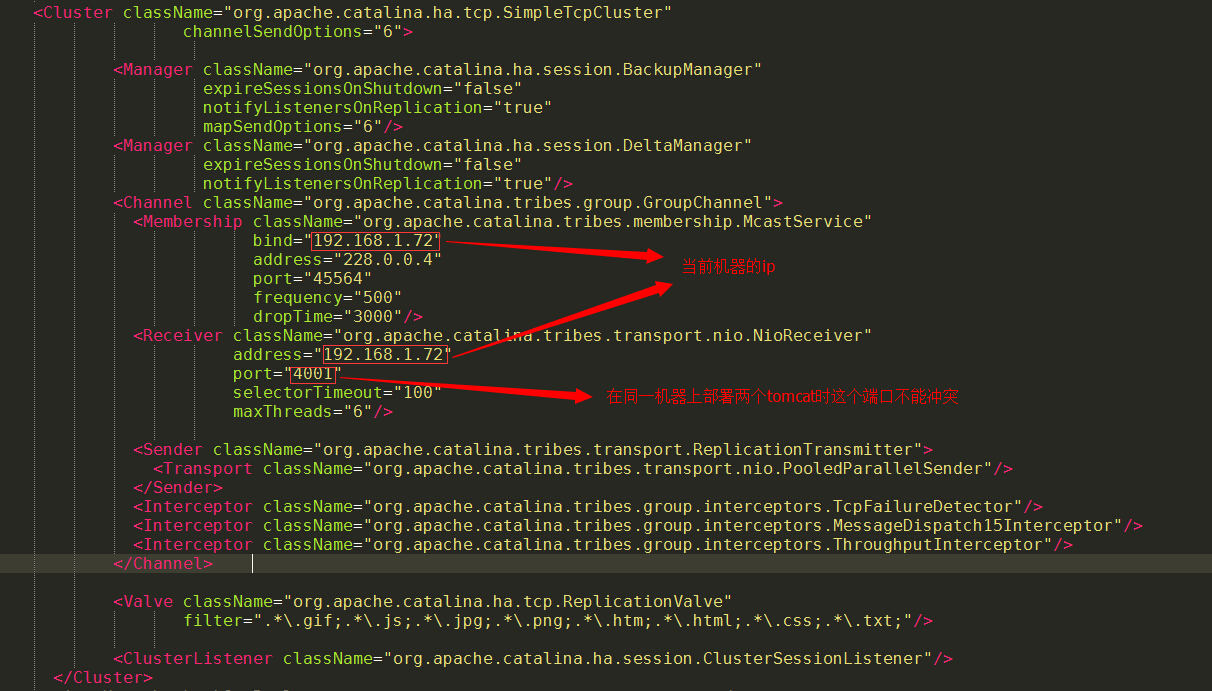 <Cluster className="org.apache.catalina.ha.tcp.SimpleTcpCluster"
channelSendOptions="6">
<Manager className="org.apache.catalina.ha.session.BackupManager"
expireSessionsOnShutdown="false"
notifyListenersOnReplication="true"
mapSendOptions="6"/>
<Manager className="org.apache.catalina.ha.session.DeltaManager"
expireSessionsOnShutdown="false"
notifyListenersOnReplication="true"/>
<Channel className="org.apache.catalina.tribes.group.GroupChannel">
<Membership className="org.apache.catalina.tribes.membership.McastService"
bind="192.168.1.72"
address="228.0.0.4"
当前机器的ip
port="45564"
frequency="500"
dropTime="3000"/>
<Receiver className="org.apache.catalina.tribes.transport.nio.NioReceiver"
address="192.168.1.72"
port="4001"
selectorTimeout="100"
在同一机器上部署两个tomcat时这个端口不能冲突
maxThreads="6"/>
<Sender className="org.apache.catalina.tribes.transport.ReplicationTransmitter">
<Transport className="org.apache.catalina.tribes.transport.nio.PooledParallelSender"/>
</Sender>
<Interceptor className="org.apache.catalina.tribes.group.interceptors.TcpFailureDetector"/>
<Interceptor className="org.apache.catalina.tribes.group.interceptors.MessageDispatch15Interceptor"/>
<Interceptor className="org.apache.catalina.tribes.group.interceptors.ThroughputInterceptor"/>
</Channel>
<Valve className="org.apache.catalina.ha.tcp.ReplicationValve"
filter=".*\.gif;.*\.js;.*\.jpg;.*\.png;.*\.htm;.*\.html;.*\.css;.*\.txt;"/>
<ClusterListener className="org.apache.catalina.ha.session.ClusterSessionListener"/>
</Cluster>